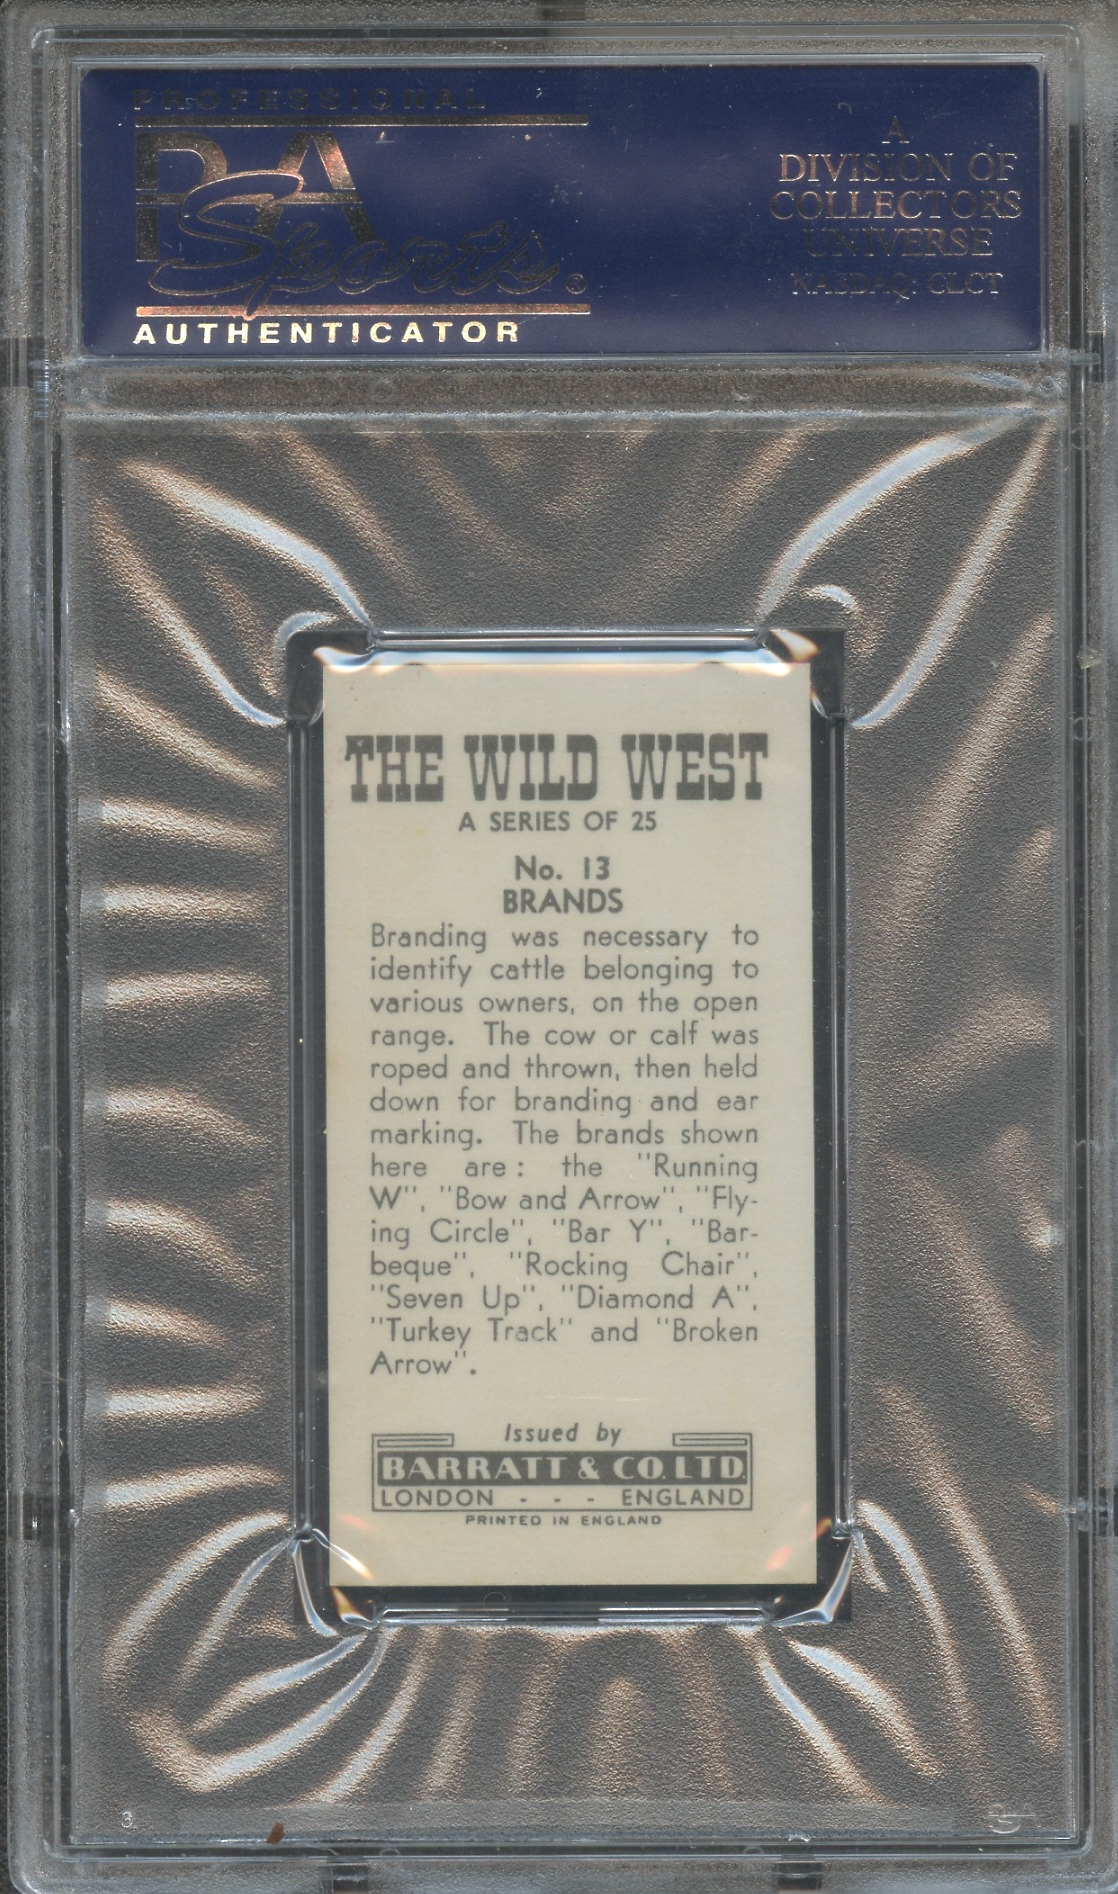 PROFESSIONAL
PSA
Sports®
AUTHENTICATOR
A
DIVISION OF
COLLECTORS
UNIVERSE
NASDAQ: CLCT
THE WILD WEST
A SERIES OF 25
No. 13
BRANDS
Branding was necessary to
identify cattle belonging to
various owners, on the open
range. The cow or calf was
roped and thrown, then held
down for branding and ear
marking. The brands shown
here are : the "Running
W", "Bow and Arrow", "Fly-
ing Circle", "Bar Y", "Bar-
beque", "Rocking Chair",
"Seven Up", "Diamond A",
"Turkey Track" and "Broken
Arrow".
Issued by
BARRATT & CO. LTD.
LONDON - - - ENGLAND
PRINTED IN ENGLAND